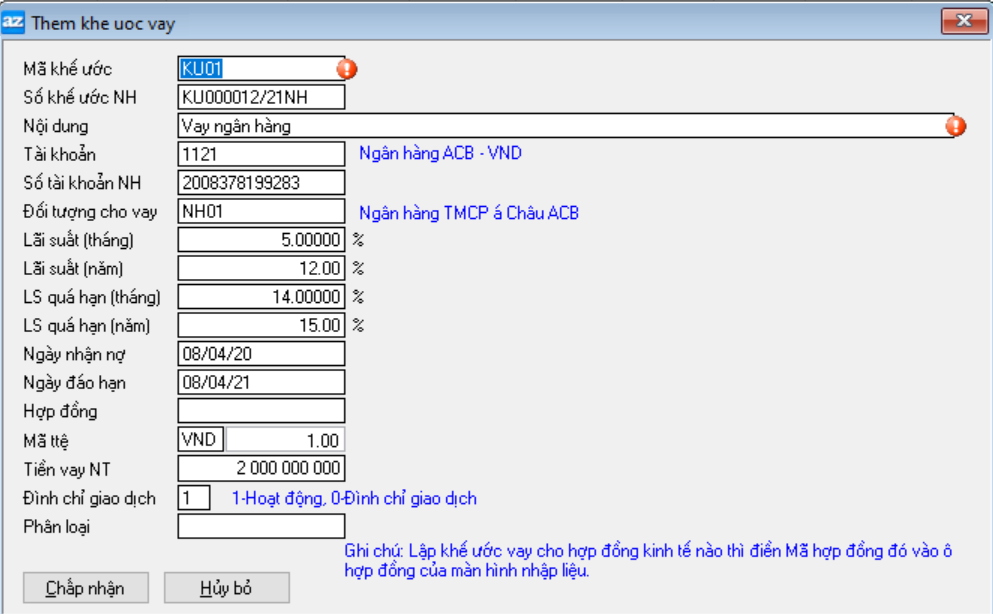 az Them khe uoc vay
Mã khế ước KU01
Số khế ước NH KU000012/21NH
Nội dung Vay ngân hàng
Tài khoản 1121 Ngân hàng ACB - VND
Số tài khoản NH 2008378199283
Đối tượng cho vay NH01 Ngân hàng TMCP á Châu ACB
Lãi suất (tháng) 5.00000 %
Lãi suất (năm) 12.00 %
LS quá hạn (tháng) 14.00000 %
LS quá hạn (năm) 15.00 %
Ngày nhận nợ 08/04/20
Ngày đáo hạn 08/04/21
Hợp đồng
Mã ttệ VND 1.00
Tiền vay NT 2 000 000 000
Đình chỉ giao dịch 1 1-Hoạt động, 0-Đình chỉ giao dịch
Phân loại
Ghi chú: Lập khế ước vay cho hợp đồng kinh tế nào thì điền Mã hợp đồng đó vào ô
hợp đồng của màn hình nhập liệu.
Chấp nhận Hủy bỏ